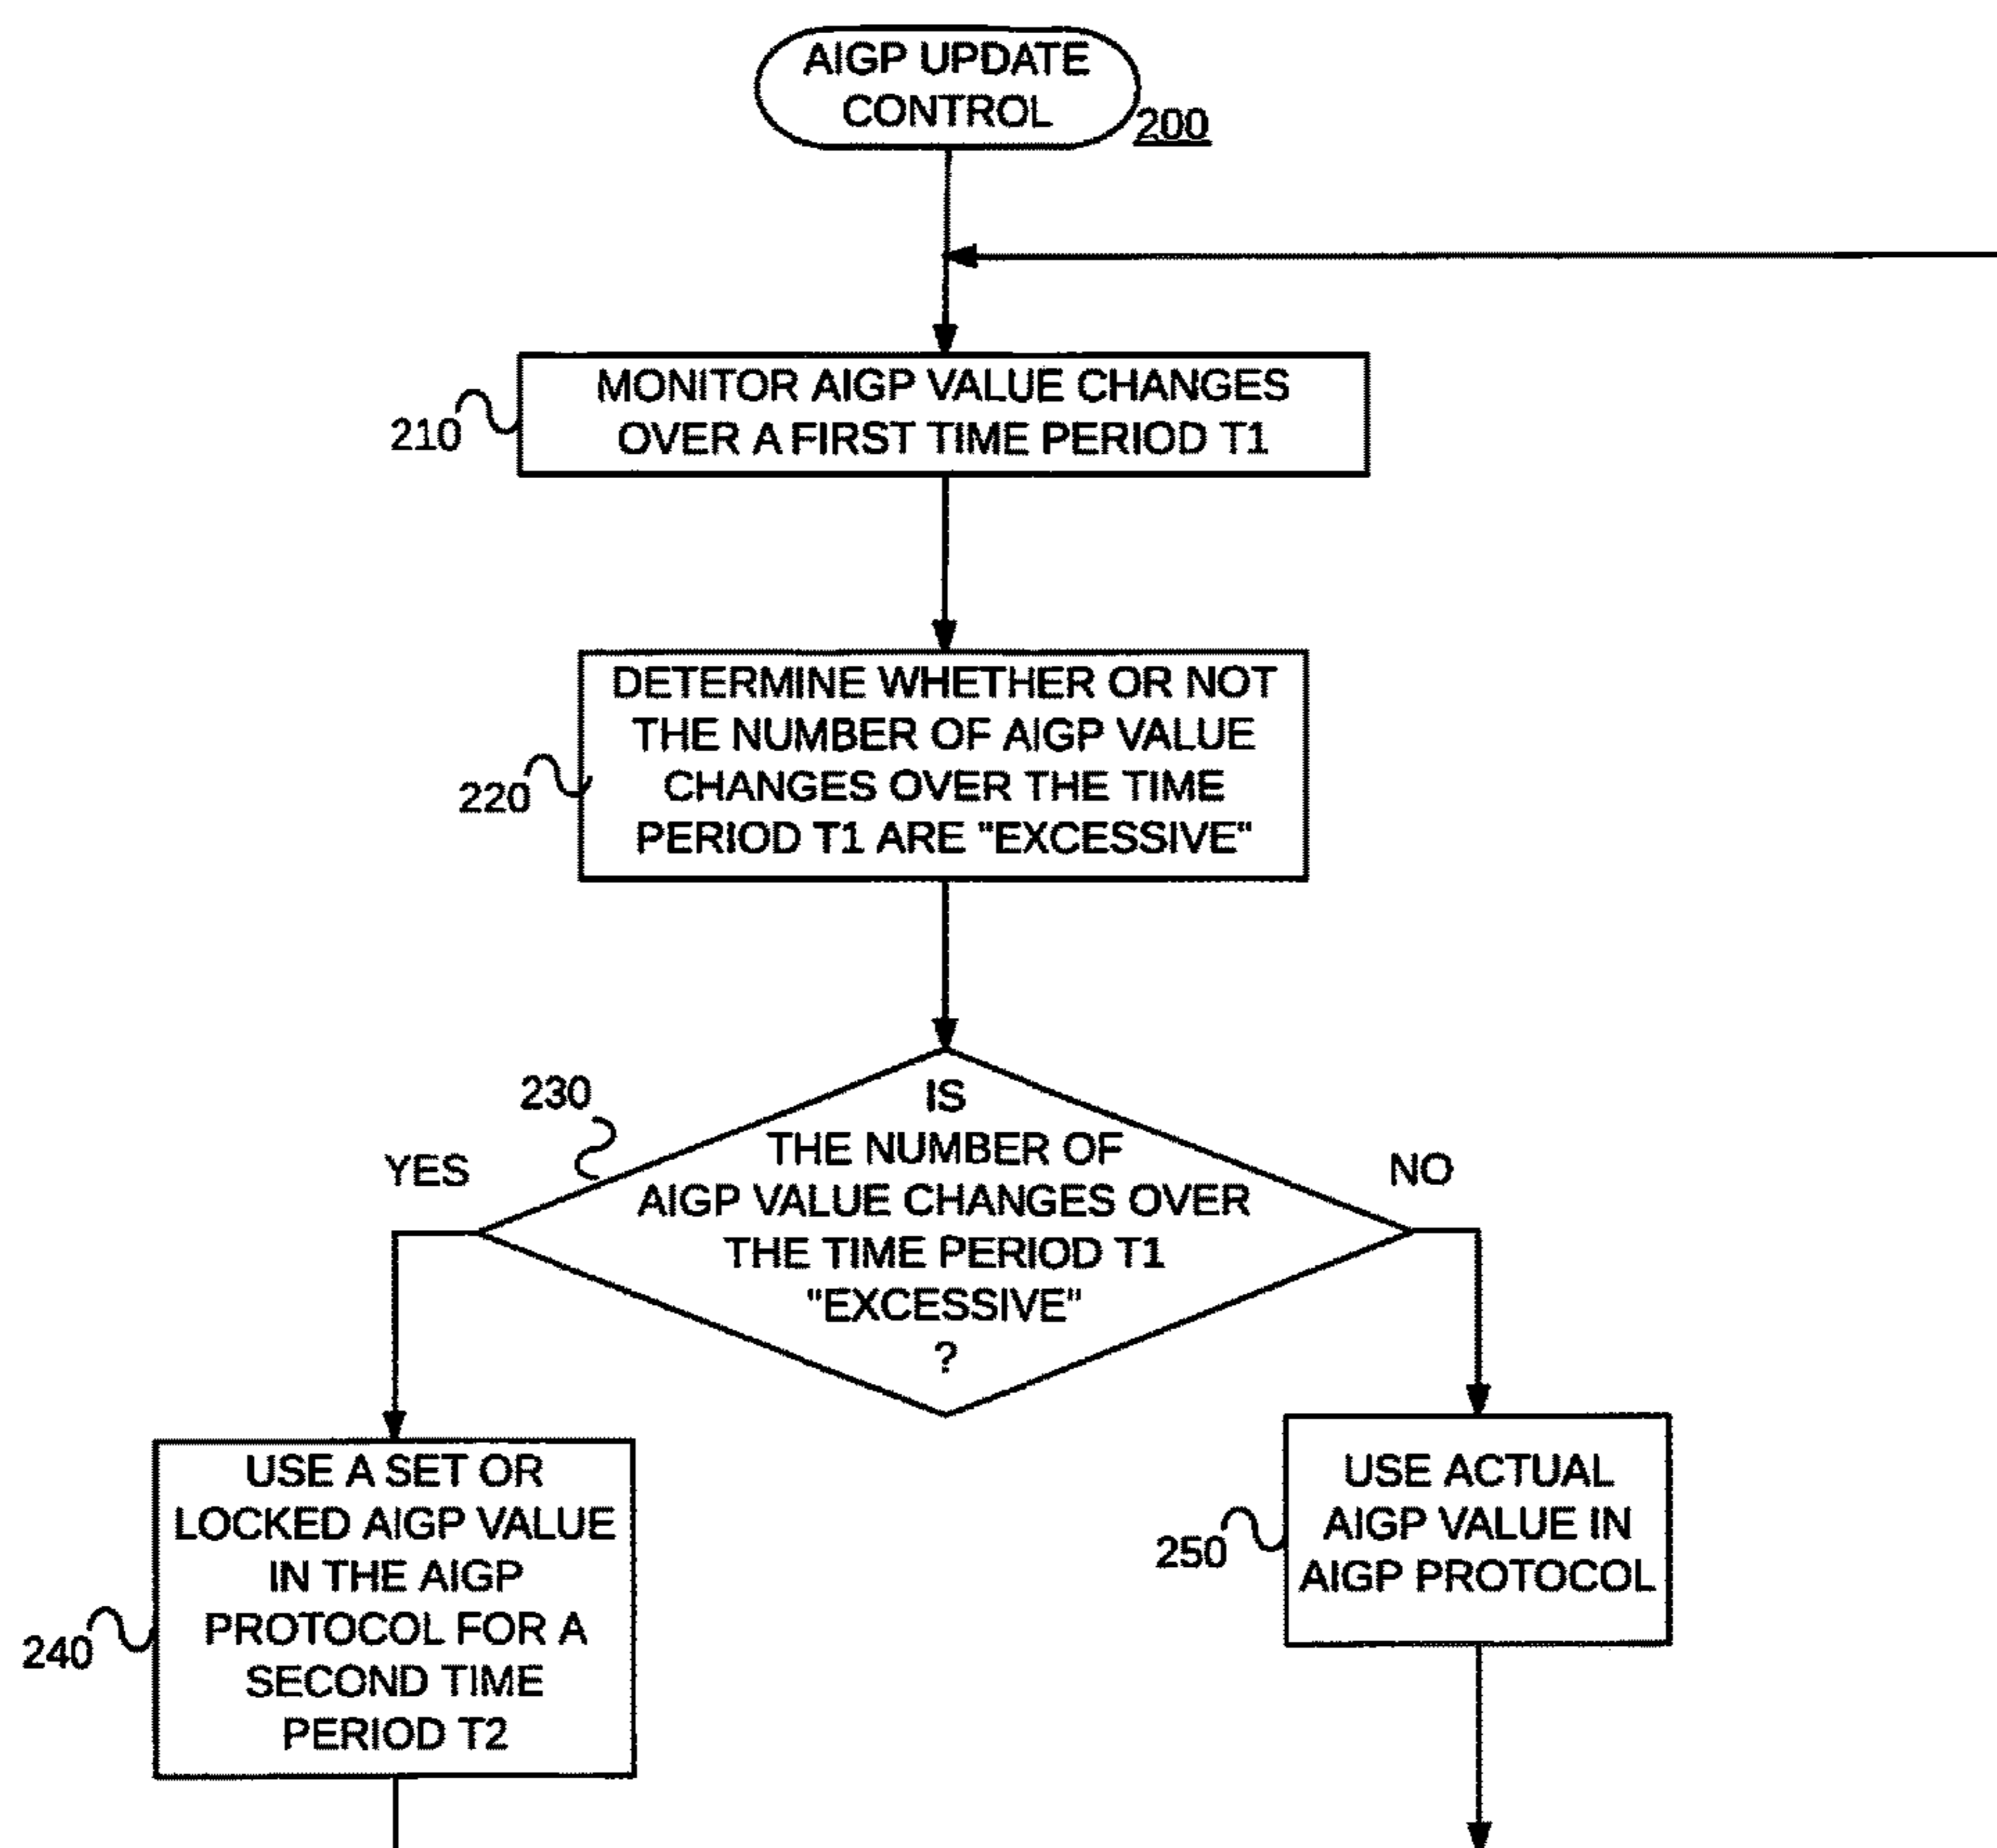 AIGP UPDATE
CONTROL
200
MONITOR AIGP VALUE CHANGES
OVER A FIRST TIME PERIOD T1
210
DETERMINE WHETHER OR NOT
THE NUMBER OF AIGP VALUE
CHANGES OVER THE TIME
PERIOD T1 ARE "EXCESSIVE"
220
230
IS
THE NUMBER OF
AIGP VALUE CHANGES OVER
THE TIME PERIOD T1
"EXCESSIVE"
?
YES
NO
USE A SET OR
LOCKED AIGP VALUE
IN THE AIGP
PROTOCOL FOR A
SECOND TIME
PERIOD T2
240
USE ACTUAL
AIGP VALUE IN
AIGP PROTOCOL
250